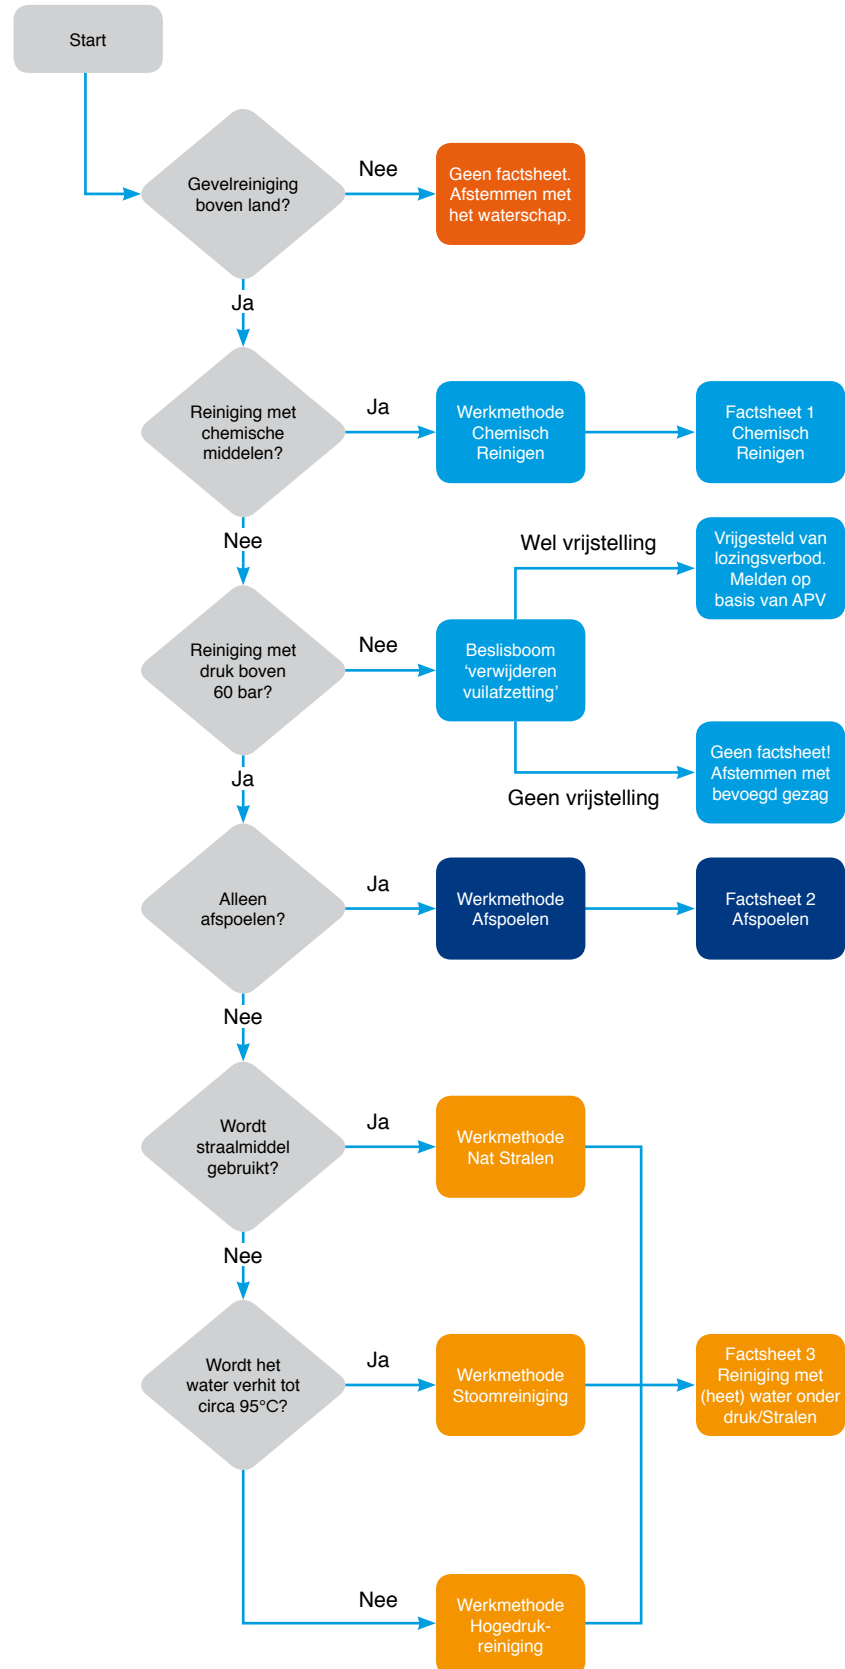 Start
Gevelreiniging
boven land?
Nee
Geen factsheet.
Afstemmen met
het waterschap.
Ja
Reiniging met
chemische
middelen?
Ja
Werkmethode
Chemisch
Reinigen
Factsheet 1
Chemisch
Reinigen
Nee
Reiniging met
druk boven
60 bar?
Nee
Beslisboom
‘verwijderen
vuilafzetting’
Wel vrijstelling
Vrijgesteld van
lozingsverbod.
Melden op
basis van APV
Geen vrijstelling
Geen factsheet!
Afstemmen met
bevoegd gezag
Ja
Alleen
afspoelen?
Ja
Werkmethode
Afspoelen
Factsheet 2
Afspoelen
Nee
Wordt
straalmiddel
gebruikt?
Ja
Werkmethode
Nat Stralen
Nee
Wordt het
water verhit tot
circa 95°C?
Ja
Werkmethode
Stoomreiniging
Factsheet 3
Reiniging met
(heet) water onder
druk/Stralen
Nee
Werkmethode
Hogedruk-
reiniging